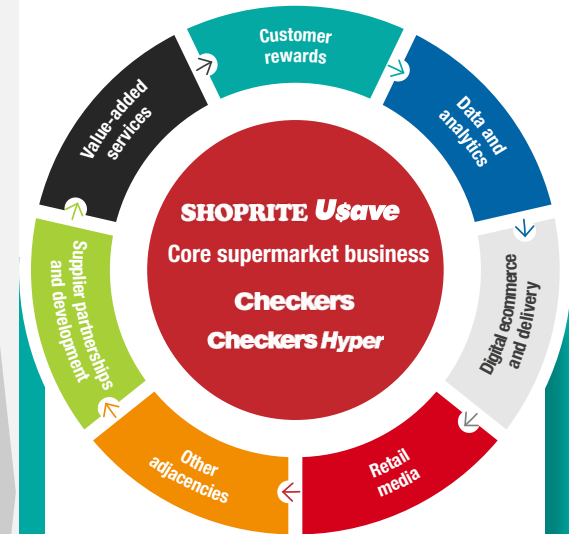 Customer
rewards
Data and
analytics
Digital ecommerce
and delivery
Retail
media
Other
adjacencies
Supplier partnerships
and development
Value-added
services
SHOPRITE U$ave
Core supermarket business
Checkers
Checkers Hyper